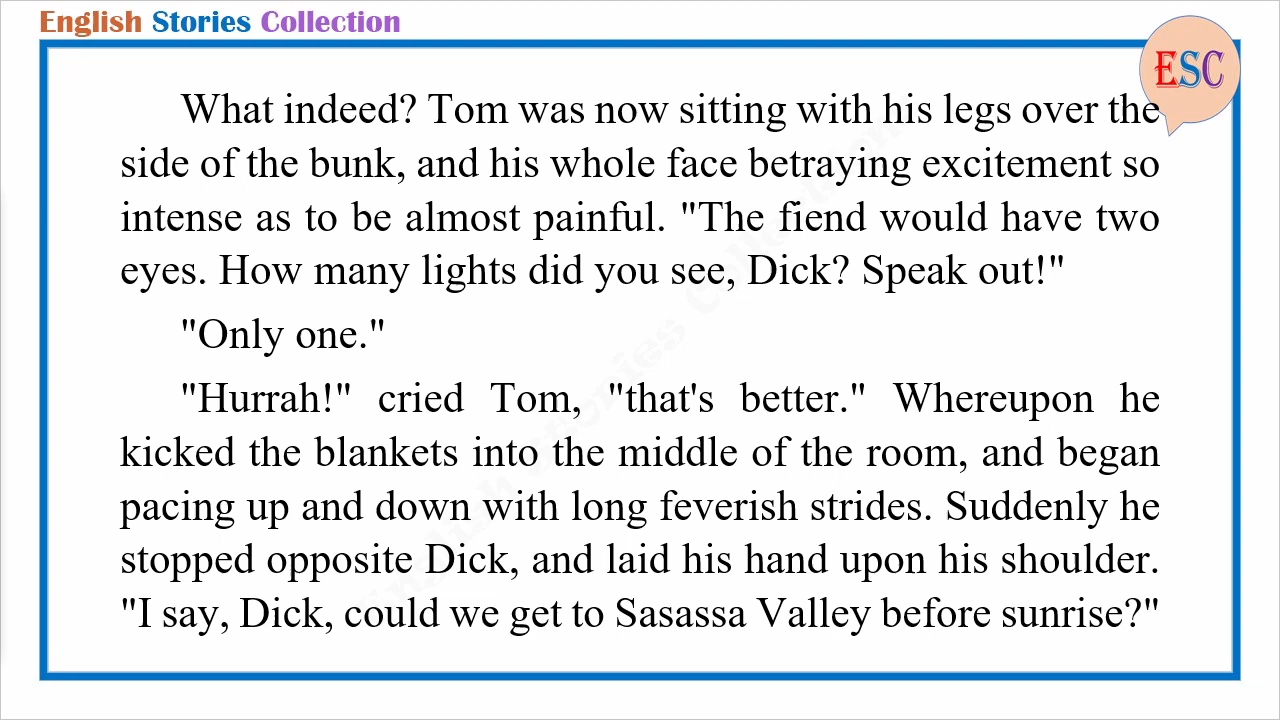 English Stories Collection
ESC
What indeed? Tom was now sitting with his legs over the
side of the bunk, and his whole face betraying excitement so
intense as to be almost painful. "The fiend would have two
eyes. How many lights did you see, Dick? Speak out!"
"Only one."
"Hurrah!" cried Tom, "that's better." Whereupon he
kicked the blankets into the middle of the room, and began
pacing up and down with long feverish strides. Suddenly he
stopped opposite Dick, and laid his hand upon his shoulder.
"I say, Dick, could we get to Sasassa Valley before sunrise?"
English Stories Collection